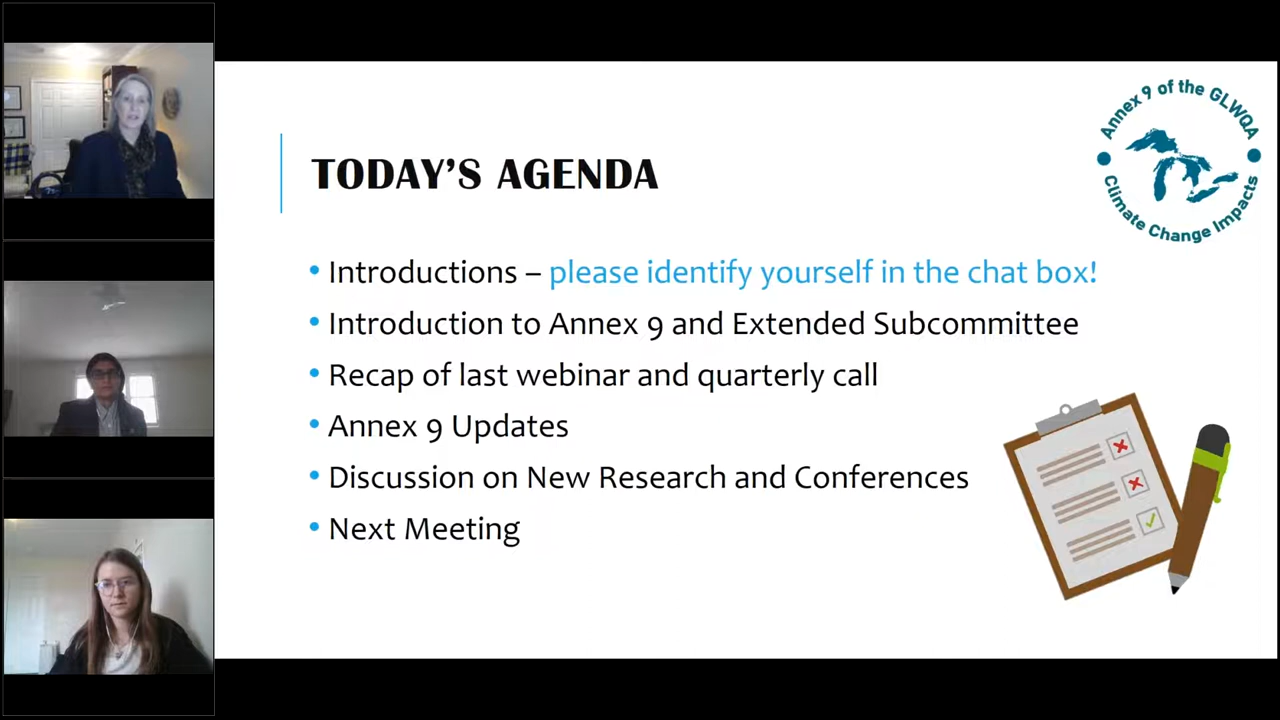 TODAY'S AGENDA
• Introductions – please identify yourself in the chat box!
• Introduction to Annex 9 and Extended Subcommittee
• Recap of last webinar and quarterly call
• Annex 9 Updates
• Discussion on New Research and Conferences
• Next Meeting
Annex 9 of the GLWQA
Climate Change Impacts